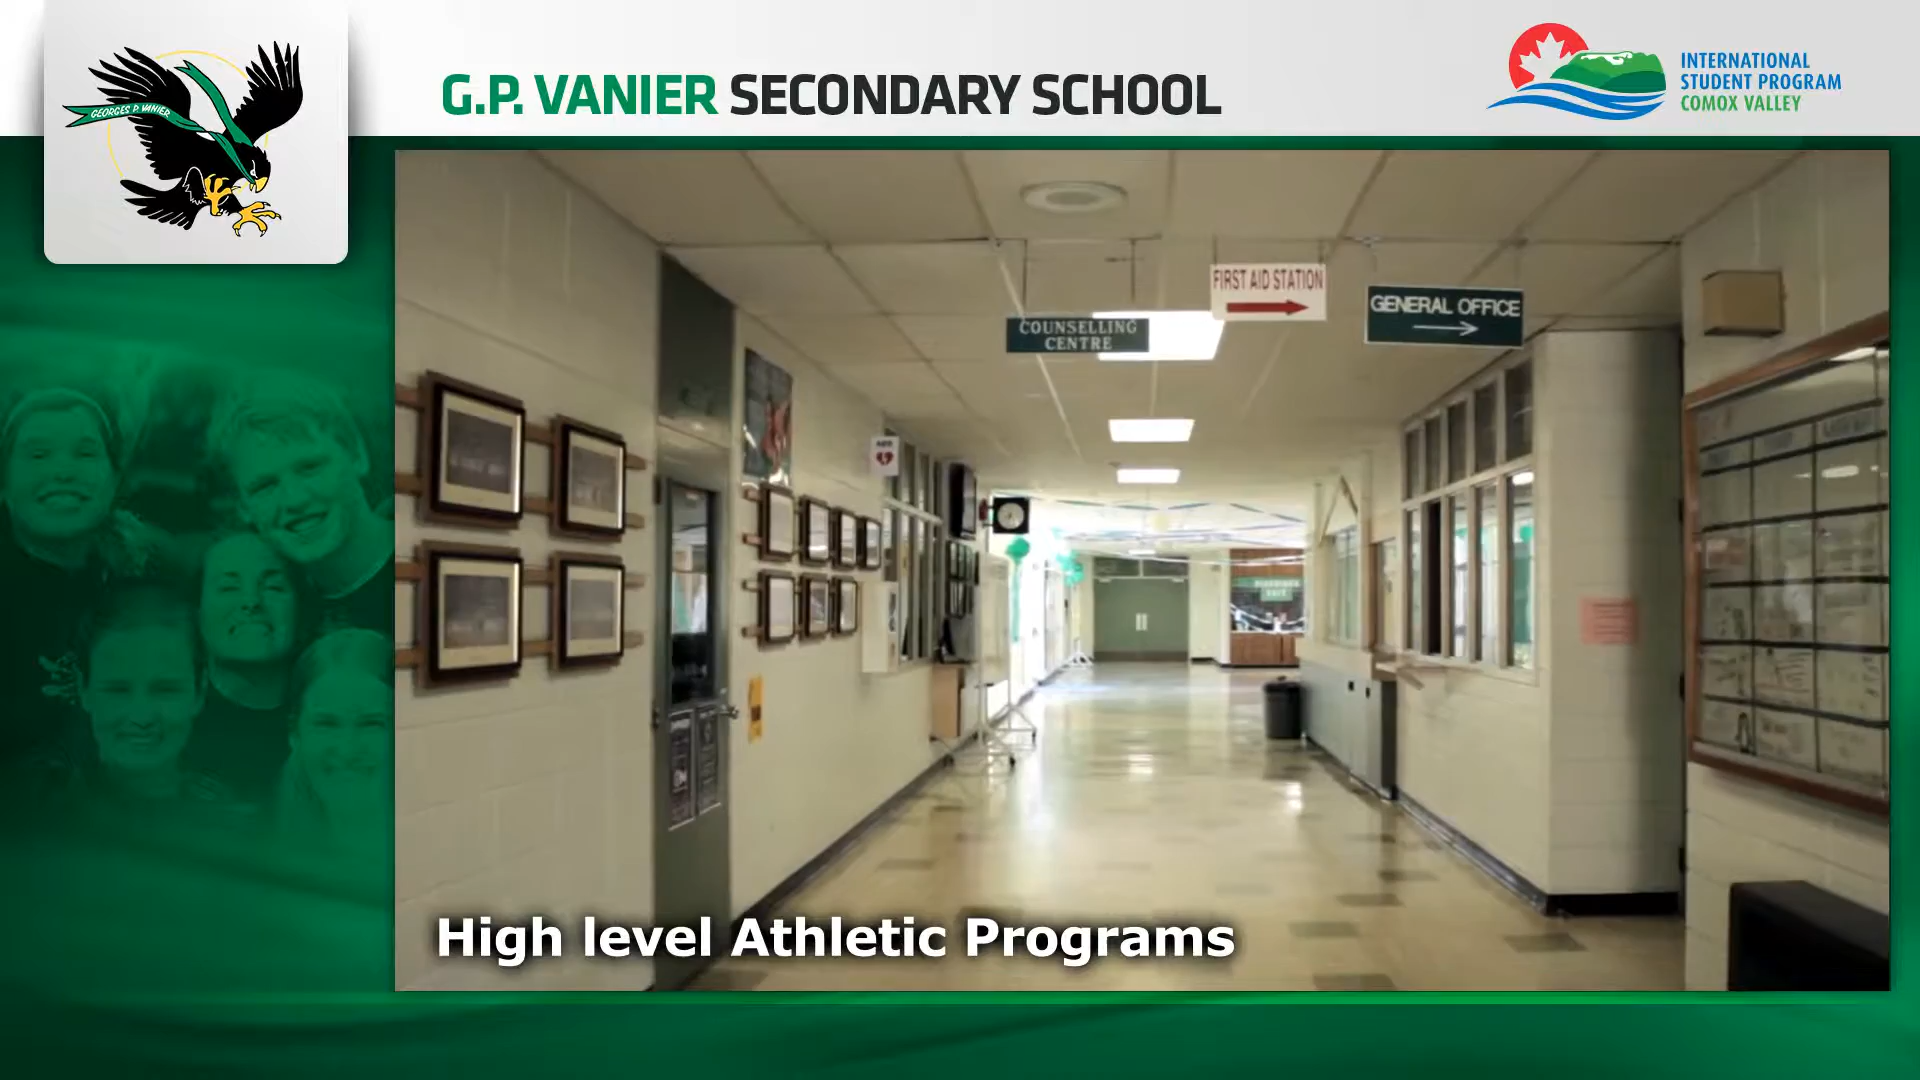 GEORGES P. VANIER
G.P. VANIER SECONDARY SCHOOL
INTERNATIONAL
STUDENT PROGRAM
COMOX VALLEY
FIRST AID STATION
GENERAL OFFICE
COUNSELLING
CENTRE
AED
High level Athletic Programs